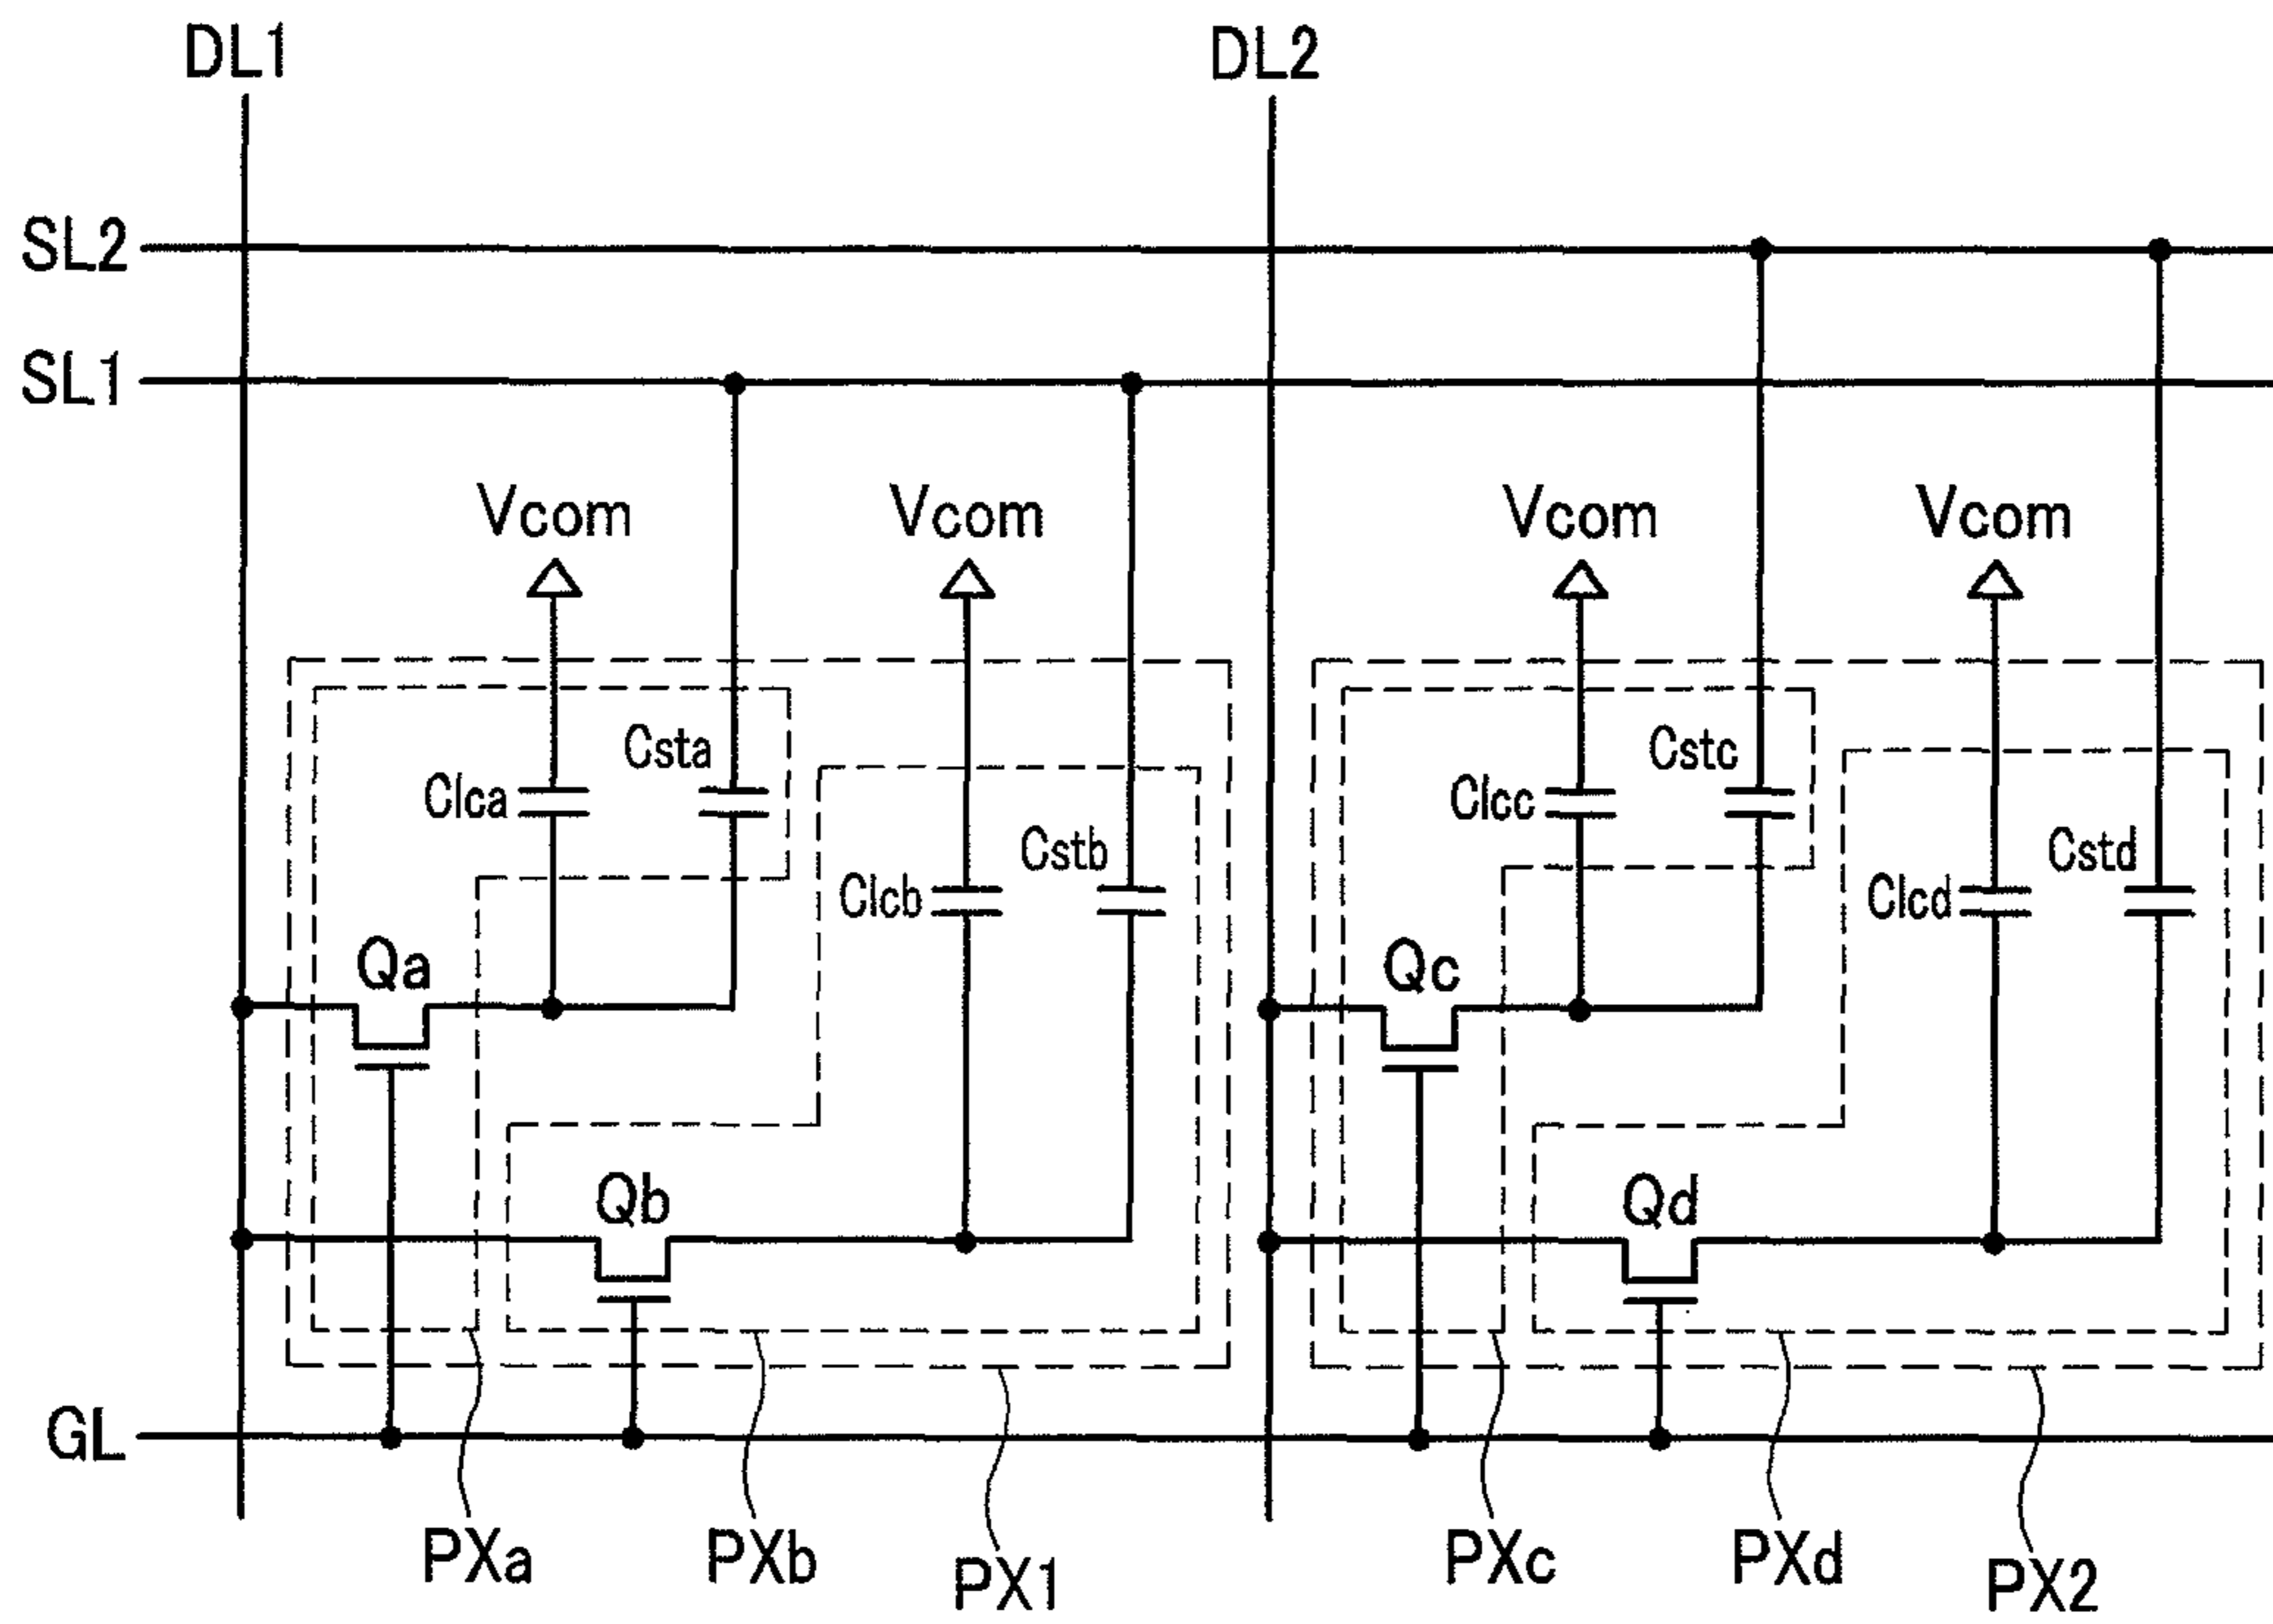 DL1
DL2
SL2
SL1
Vcom
Vcom
Vcom
Vcom
Csta
Cstc
Clca
Clcc
Cstb
Cstd
Clcb
Clcd
Qa
Qc
Qb
Qd
GL
PXa
PXb
PX1
PXc
PXd
PX2